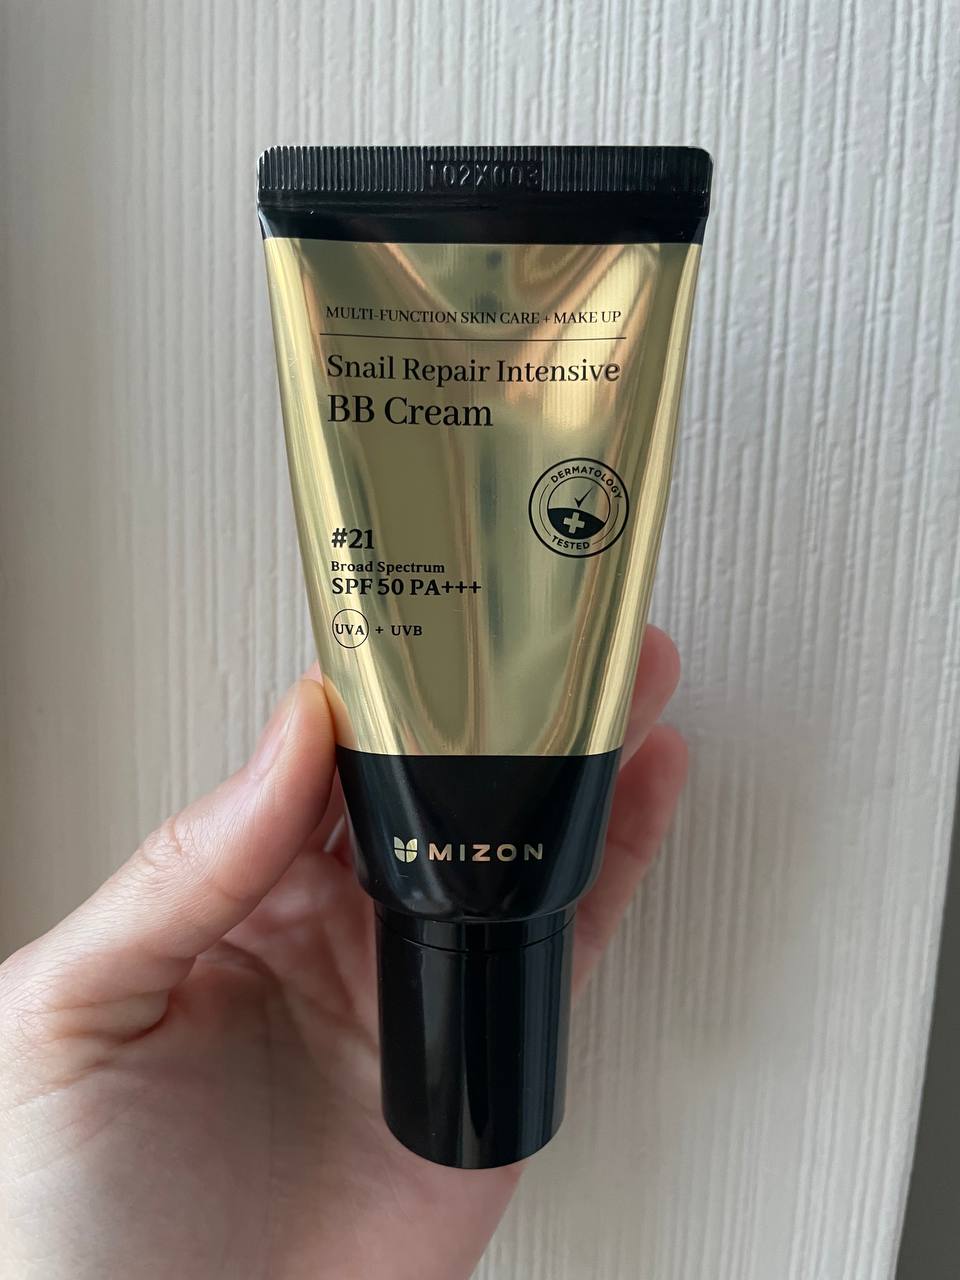 102X003
MULTI-FUNCTION SKIN CARE + MAKE UP
Snail Repair Intensive
BB Cream
DERMATOLOGY
TESTED
#21
Broad Spectrum
SPF 50 PA+++
UVA + UVB
MIZON